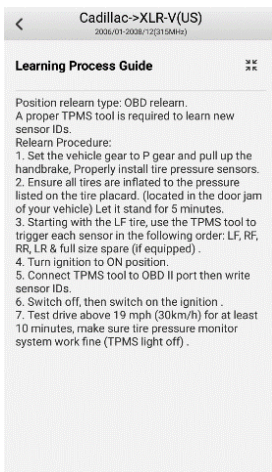 Cadillac->XLR-V(US)
2006/01-2008/12(315MHz)
Learning Process Guide
Position relearn type: OBD relearn.
A proper TPMS tool is required to learn new
sensor IDs.
Relearn Procedure:
1. Set the vehicle gear to P gear and pull up the
handbrake, Properly install tire pressure sensors.
2. Ensure all tires are inflated to the pressure
listed on the tire placard. (located in the door jam
of your vehicle) Let it stand for 5 minutes.
3. Starting with the LF tire, use the TPMS tool to
trigger each sensor in the following order: LF, RF,
RR, LR & full size spare (if equipped) .
4. Turn ignition to ON position.
5. Connect TPMS tool to OBD II port then write
sensor IDs.
6. Switch off, then switch on the ignition .
7. Test drive above 19 mph (30km/h) for at least
10 minutes, make sure tire pressure monitor
system work fine (TPMS light off) .